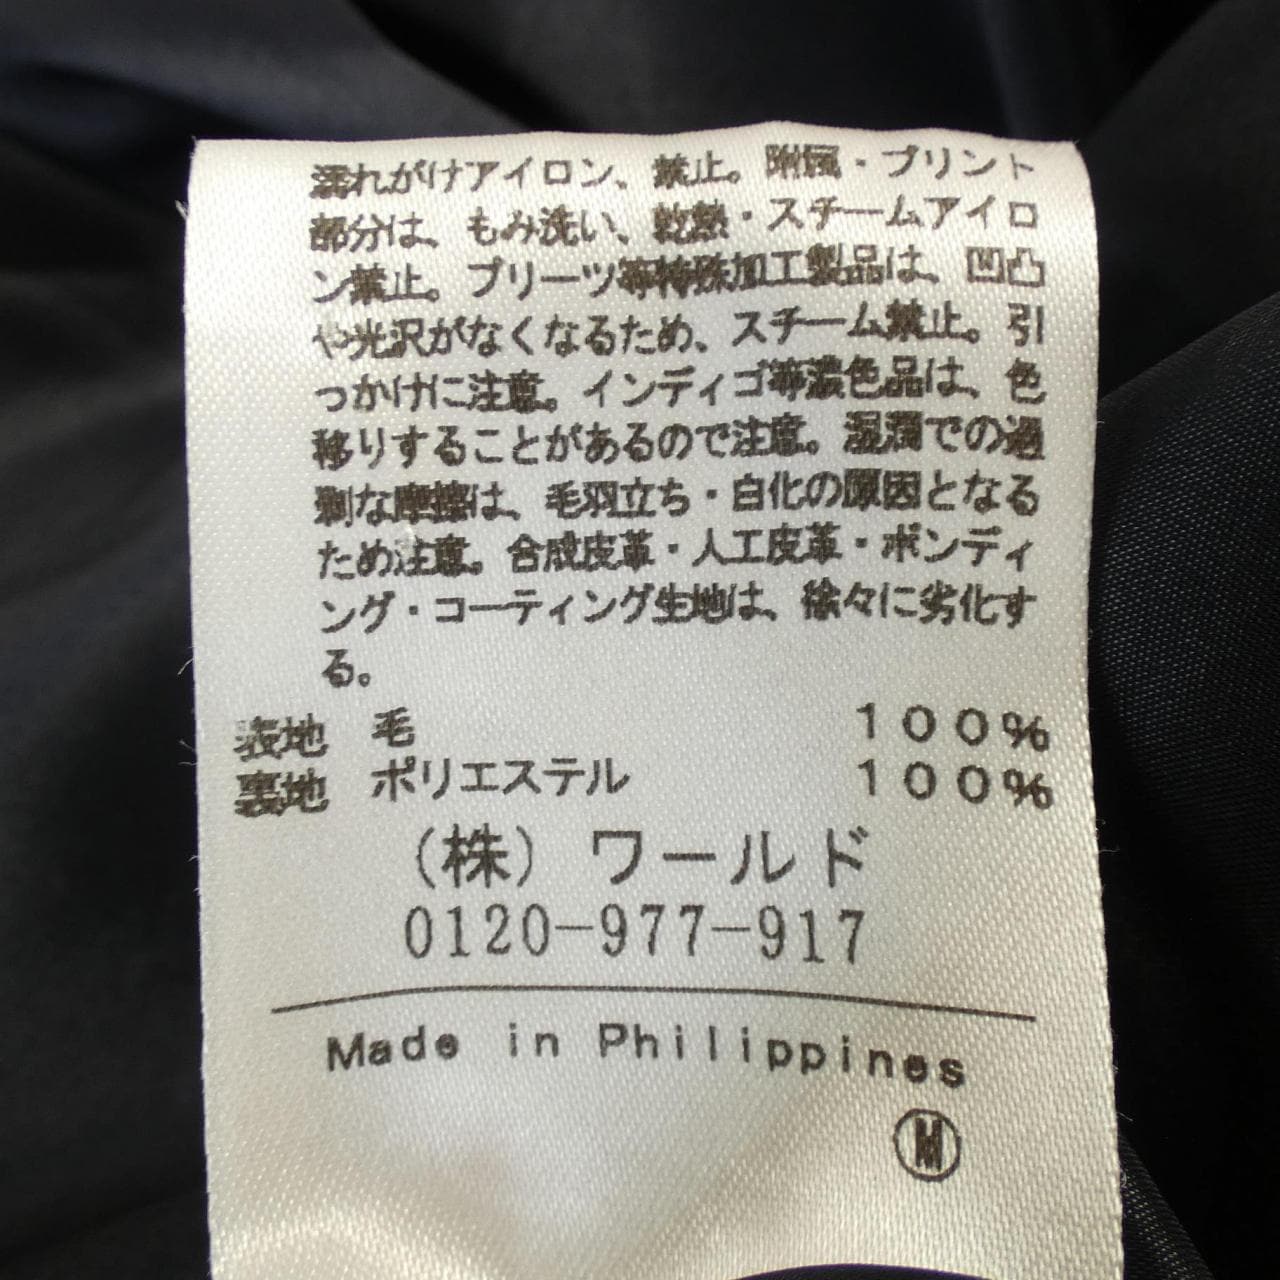 濡れがけアイロン、禁止。附属・プリント
部分は、もみ洗い、乾熱・スチームアイロ
ン禁止。プリーツ等特殊加工製品は、凹凸
や光沢がなくなるため、スチーム禁止。引
っかけに注意。インディゴ等濃色品は、色
移りすることがあるので注意。湿潤での過
剰な摩擦は、毛羽立ち・白化の原因となる
ため注意。合成皮革・人工皮革・ボンディ
ング・コーティング生地は、徐々に劣化す
る。
表地 毛 100%
裏地 ポリエステル 100%
(株) ワールド
0120-977-917
Made in Philippines
M